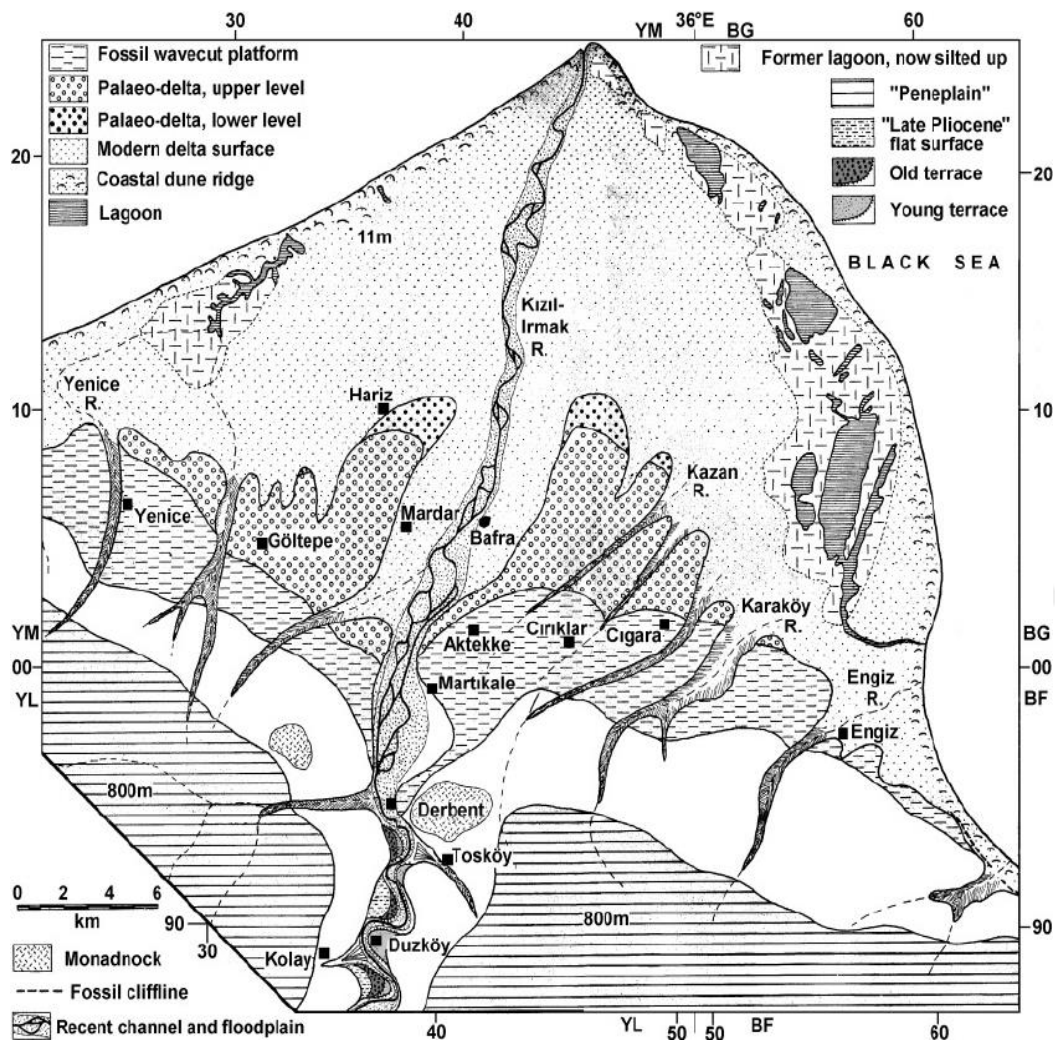 30
40
36°E
60
YM
BG
Fossil wavecut platform
Palaeo-delta, upper level
Palaeo-delta, lower level
Modern delta surface
Coastal dune ridge
Lagoon
Former lagoon, now silted up
"Peneplain"
"Late Pliocene"
flat surface
Old terrace
Young terrace
20
20
11m
BLACK SEA
Kızıl-
Irmak
R.
Yenice
R.
Hariz
10
10
Kazan
R.
Yenice
Mardar
Bafra
Göltepe
Karaköy
R.
YM
00
YL
Aktekke
Cırıklar
Cıgara
BG
00
BF
Martıkale
Engiz
R.
Engiz
800m
Derbent
Tosköy
0 2 4 6
km
90
30
800m
90
Kolay
Duzköy
Monadnock
Fossil cliffline
Recent channel and floodplain
40
YL
50
50
BF
60